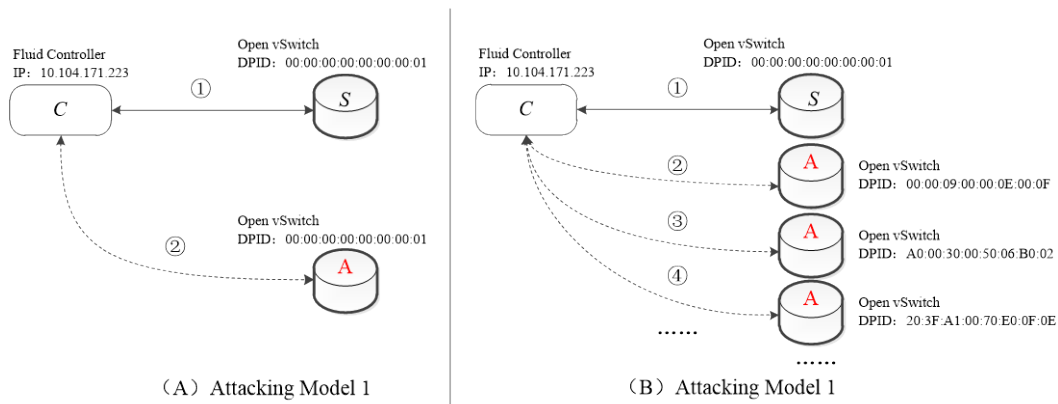 Fluid Controller
IP： 10.104.171.223
C
①
Open vSwitch
DPID： 00:00:00:00:00:00:00:01
S
②
Open vSwitch
DPID： 00:00:00:00:00:00:00:01
A
（A）Attacking Model 1
Fluid Controller
IP： 10.104.171.223
C
①
Open vSwitch
DPID： 00:00:00:00:00:00:00:01
S
②
A
Open vSwitch
DPID： 00:00:09:00:00:0E:00:0F
③
A
Open vSwitch
DPID： A0:00:30:00:50:06:B0:02
④
A
Open vSwitch
DPID： 20:3F:A1:00:70:E0:0F:0E
……
……
（B）Attacking Model 1